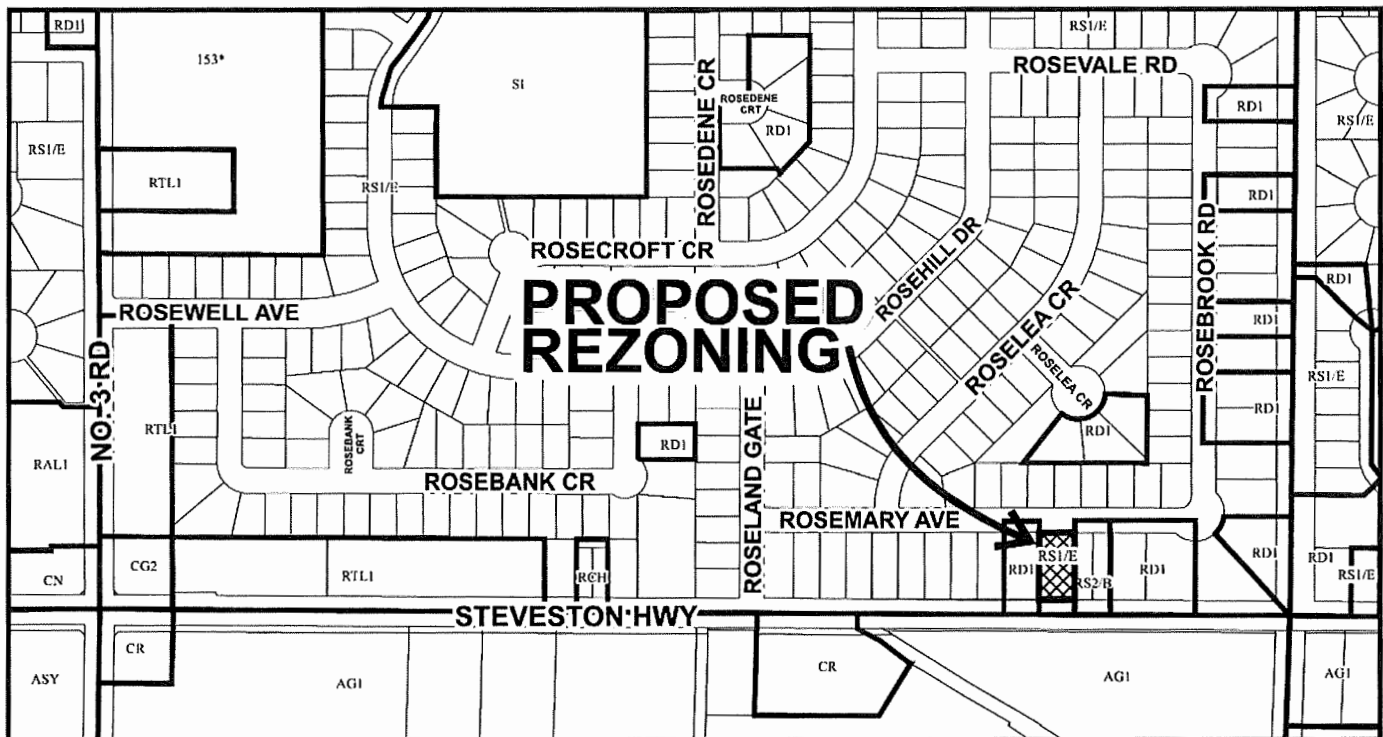 RD1
153*
SI
ROSEDENE CR
RS1/E
ROSEVALE RD
ROSEDENE
CRT
RD1
RD1
RS1/E
RS1/E
RTL1
RS1/E
RD1
ROSECROFT CR
ROSEHILL DR
ROSEBROOK RD
RD1
ROSEWELL AVE
PROPOSED
REZONING
ROSELEA CR
RD1
NO. 3 RD
ROSELEA CR
RS1/E
RTL1
ROSEBANK
CRT
RD1
ROSELAND GATE
RD1
RD1
RAL1
ROSEBANK CR
ROSEMARY AVE
CN
CG2
RTL1
RCH
RD1
RS1/E
RS2/B
RD1
RD1
RD1
RS1/E
STEVESTON HWY
ASY
CR
AG1
CR
AG1
AG1